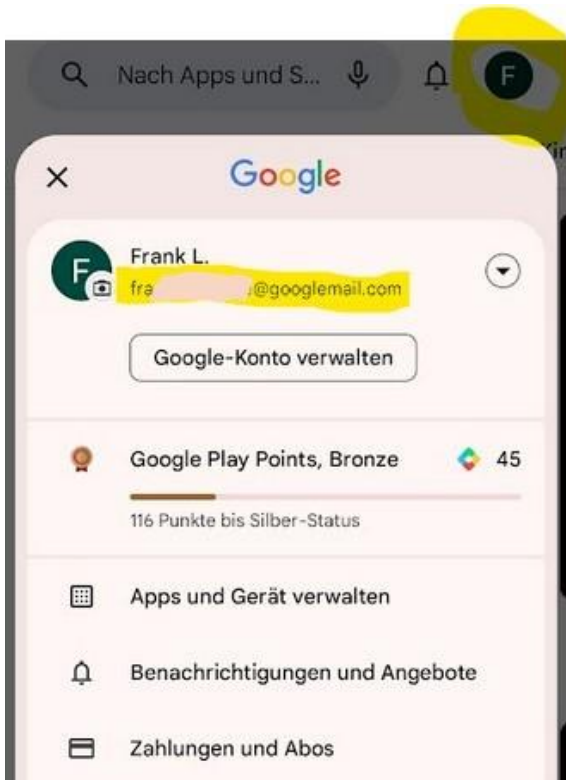 Nach Apps und S...
F
Google
F
Frank L.
fra @googlemail.com
Google-Konto verwalten
Google Play Points, Bronze 45
116 Punkte bis Silber-Status
Apps und Gerät verwalten
Benachrichtigungen und Angebote
Zahlungen und Abos